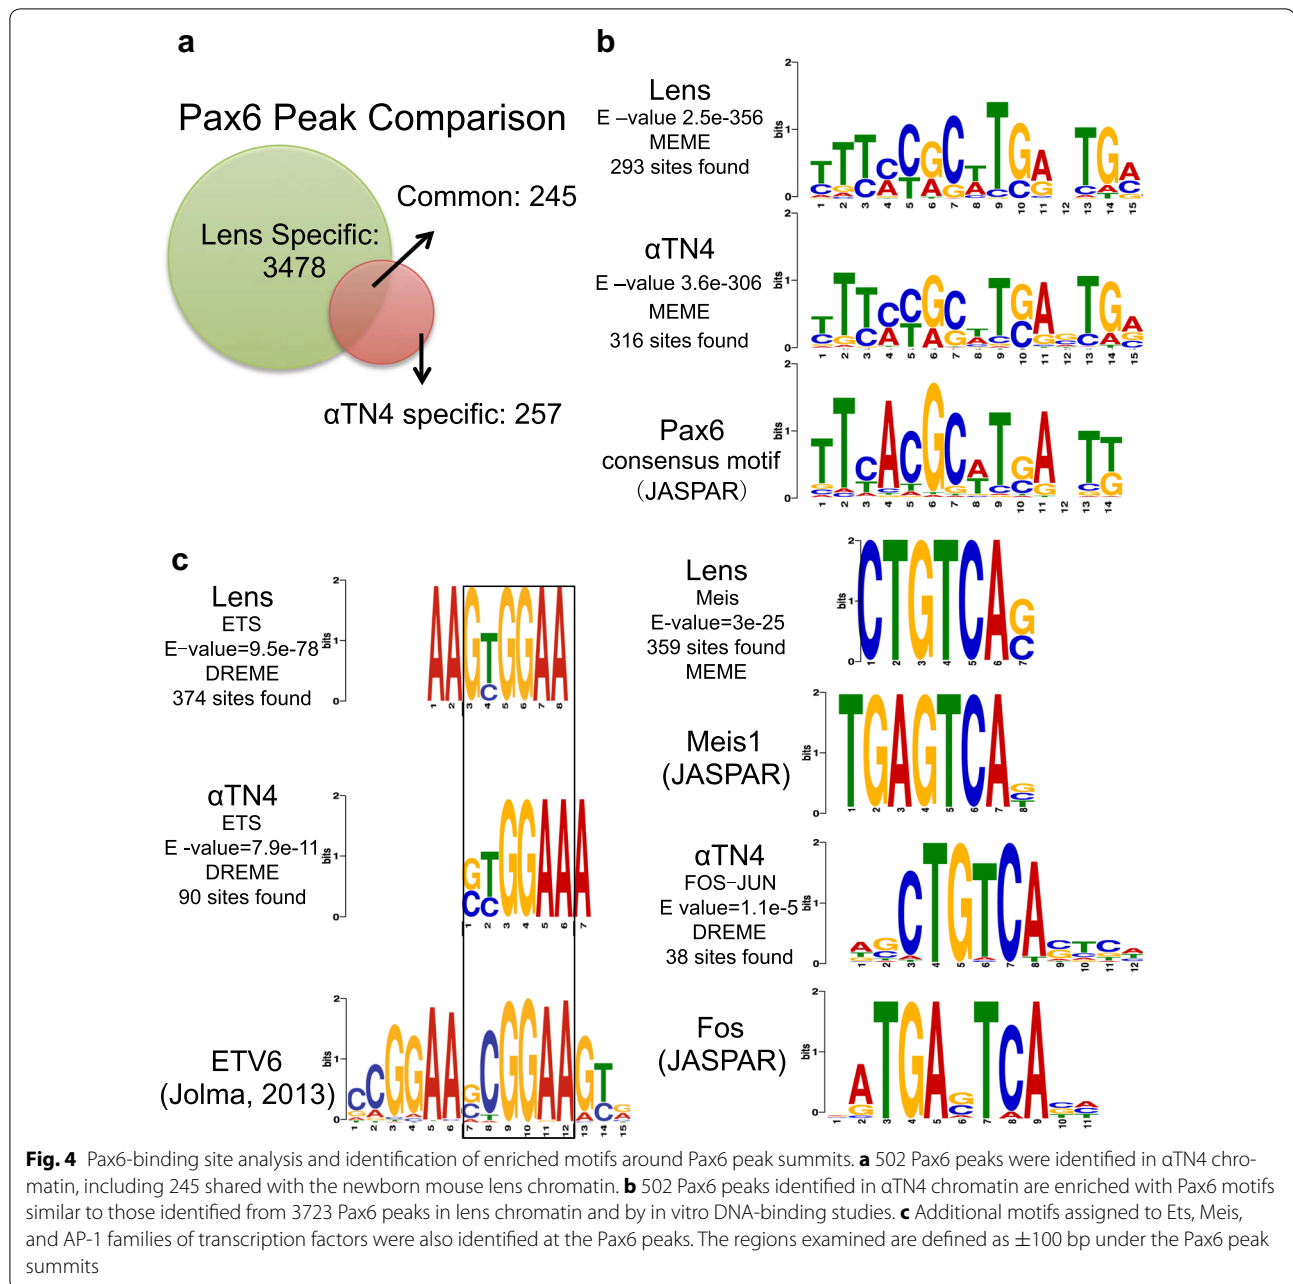 a
Pax6 Peak Comparison
Lens Specific:
3478
Common: 245
αTN4 specific: 257
b
Lens
E –value 2.5e-356
MEME
293 sites found
αTN4
E –value 3.6e-306
MEME
316 sites found
Pax6
consensus motif
(JASPAR)
c
Lens
ETS
E-value=9.5e-78
DREME
374 sites found
αTN4
ETS
E -value=7.9e-11
DREME
90 sites found
ETV6
(Jolma, 2013)
Lens
Meis
E-value=3e-25
359 sites found
MEME
Meis1
(JASPAR)
αTN4
FOS-JUN
E value=1.1e-5
DREME
38 sites found
Fos
(JASPAR)
Fig. 4 Pax6-binding site analysis and identification of enriched motifs around Pax6 peak summits. a 502 Pax6 peaks were identified in αTN4 chro-
matin, including 245 shared with the newborn mouse lens chromatin. b 502 Pax6 peaks identified in αTN4 chromatin are enriched with Pax6 motifs
similar to those identified from 3723 Pax6 peaks in lens chromatin and by in vitro DNA-binding studies. c Additional motifs assigned to Ets, Meis,
and AP-1 families of transcription factors were also identified at the Pax6 peaks. The regions examined are defined as ±100 bp under the Pax6 peak
summits